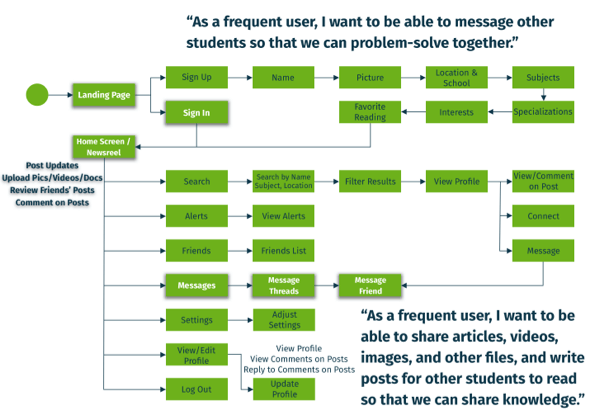 “As a frequent user, I want to be able to message other
students so that we can problem-solve together.”
Sign Up
Name
Picture
Location &
School
Subjects
Landing Page
Sign In
Favorite
Reading
Interests
Specializations
Home Screen /
Newsreel
Post Updates
Upload Pics/Videos/Docs
Review Friends’ Posts
Comment on Posts
Search
Search by Name
Subject, Location
Filter Results
View Profile
View/Comment
on Post
Alerts
View Alerts
Connect
Friends
Friends List
Message
Messages
Message
Threads
Message
Friend
Settings
Adjust
Settings
“As a frequent user, I want to be
able to share articles, videos,
images, and other files, and write
posts for other students to read
so that we can share knowledge.”
View/Edit
Profile
View Profile
View Comments on Posts
Reply to Comments on Posts
Log Out
Update
Profile